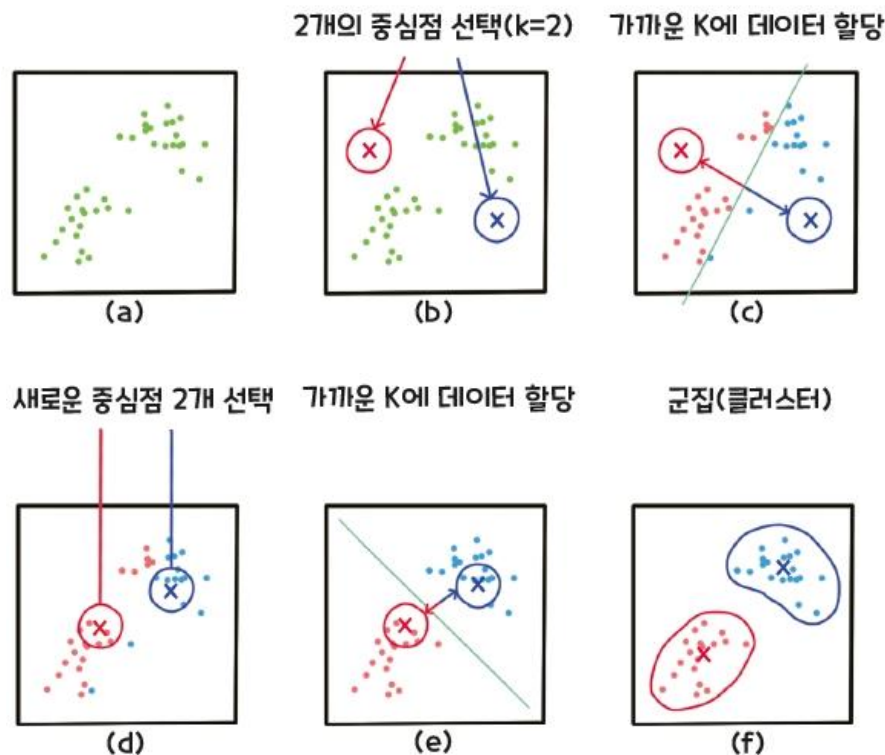 2개의 중심점 선택(k=2)
가까운 K에 데이터 할당
(a)
(b)
(c)
새로운 중심점 2개 선택
가까운 K에 데이터 할당
군집(클러스터)
(d)
(e)
(f)